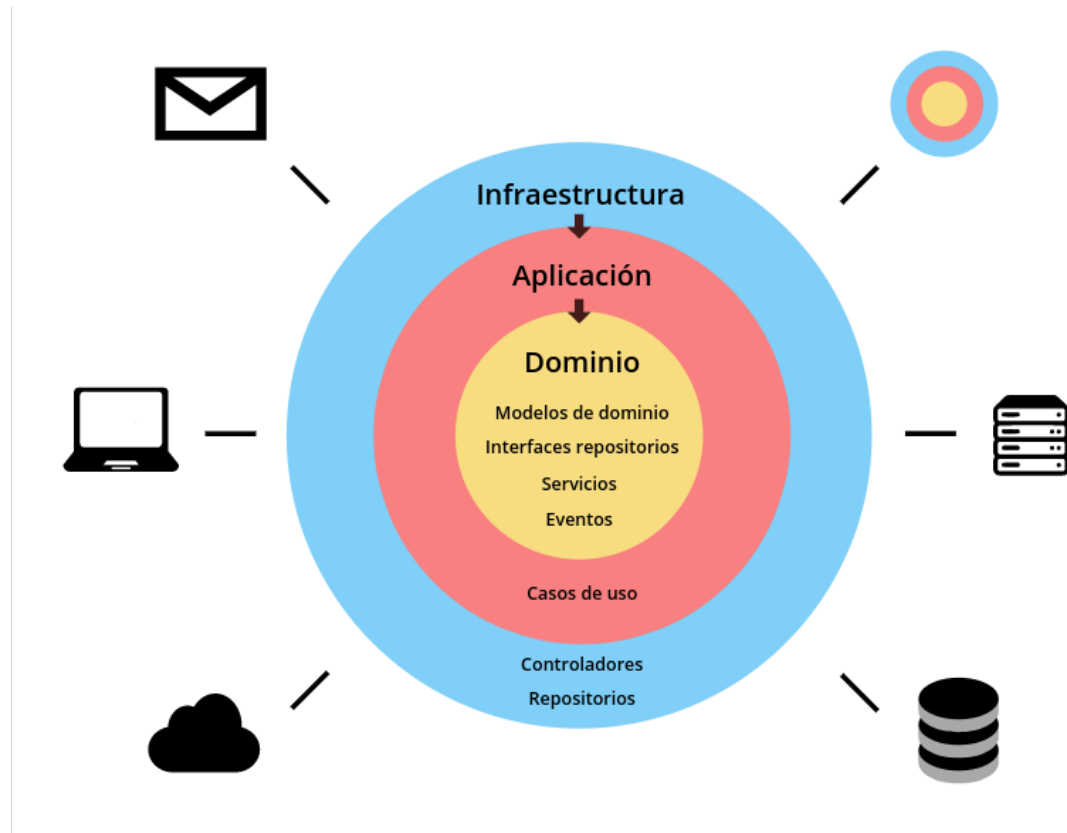 Infraestructura
Aplicación
Dominio
Modelos de dominio
Interfaces repositorios
Servicios
Eventos
Casos de uso
Controladores
Repositorios